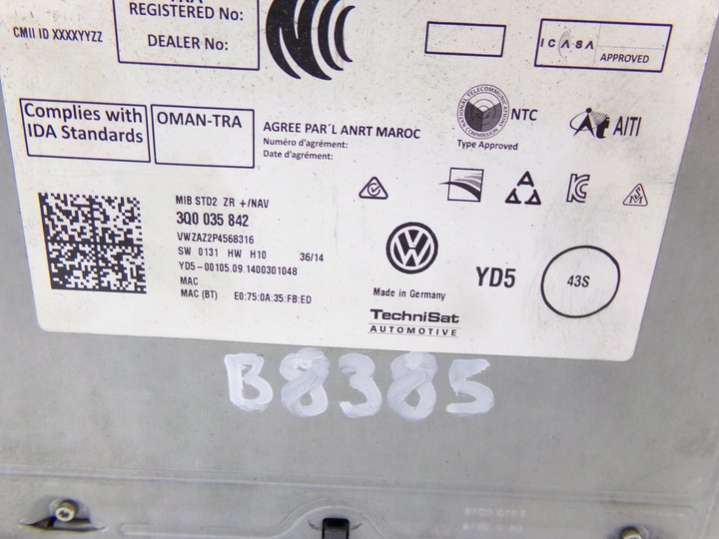 REGISTERED No:
DEALER No:
CMII ID XXXXYYZZ
ICASA
APPROVED
Complies with
IDA Standards
OMAN-TRA
AGREE PAR´L ANRT MAROC
Numéro d'agrément:
Date d'agrément:
NATIONAL TELECOMMUNICATIONS COMMISSION
NTC
Type Approved
AITI
MIB STD2 ZR +/NAV
3Q0 035 842
VWZAZ2P4568316
SW 0131 HW H10 36/14
YD5-00105.09.1400301048
MAC
MAC (BT) E0:75:0A:35:FB:ED
Made in Germany
TechniSat
AUTOMOTIVE
YD5
43S
B8385